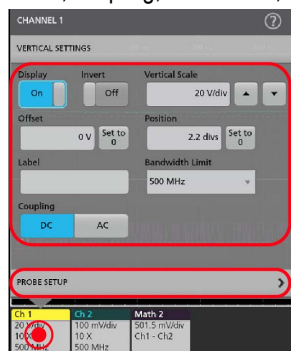 CHANNEL 1 ?
VERTICAL SETTINGS
Display Invert Vertical Scale
On Off 20 V/div
Offset Position
0 V Set to 0 2.2 divs Set to 0
Label Bandwidth Limit
500 MHz
Coupling
DC AC
PROBE SETUP
Ch 1 Ch 2 Math 2
20 V/div 100 mV/div 501.5 mV/div
10 X 10 X Ch1 - Ch2
500 MHz 500 MHz